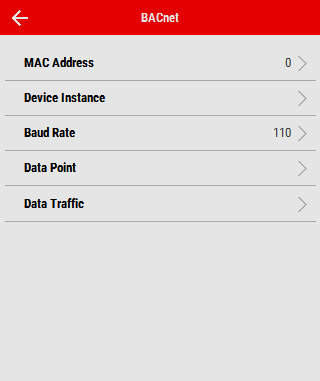 BACnet
MAC Address 0
Device Instance
Baud Rate 110
Data Point
Data Traffic